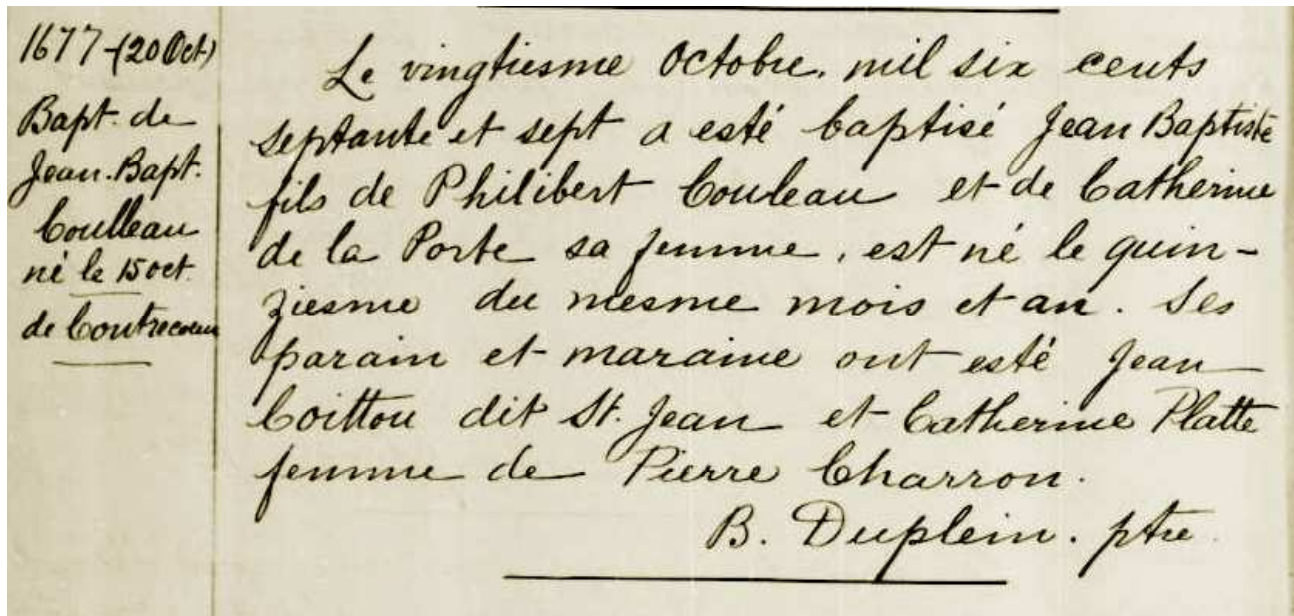 1677-(20 Oct)
Bapt. de
Jean.Bapt.
Coulleau
né le 15 oct.
de Contrecoeur
Le vingtiesme Octobre. mil six cents
septante et sept a esté baptisé Jean Baptiste
fils de Philibert Couleau et de Catherine
de la Porte sa femme, est né le quin-
ziesme du mesme mois et an. Ses
parain et maraine ont esté Jean
Coittou dit St. Jean et Catherine Platte
femme de Pierre Charron.
B. Duplein. ptre